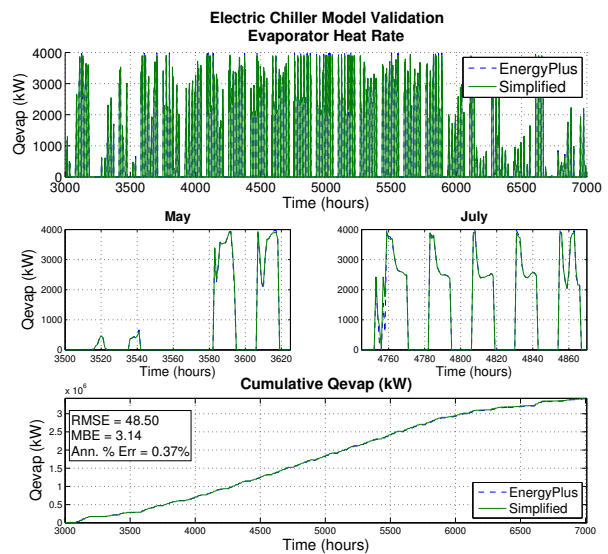 Electric Chiller Model Validation
Evaporator Heat Rate
Qevap (kW)
4000
3000
2000
1000
0
EnergyPlus
Simplified
3000 3500 4000 4500 5000 5500 6000 6500 7000
Time (hours)
May
Qevap (kW)
4000
3000
2000
1000
0
3500 3520 3540 3560 3580 3600 3620
Time (hours)
July
Qevap (kW)
4000
3000
2000
1000
0
4760 4780 4800 4820 4840 4860
Time (hours)
Cumulative Qevap (kW)
x 10^6
Qevap (kW)
3
2.5
2
1.5
1
0.5
0
RMSE = 48.50
MBE = 3.14
Ann. % Err = 0.37%
EnergyPlus
Simplified
3000 3500 4000 4500 5000 5500 6000 6500 7000
Time (hours)